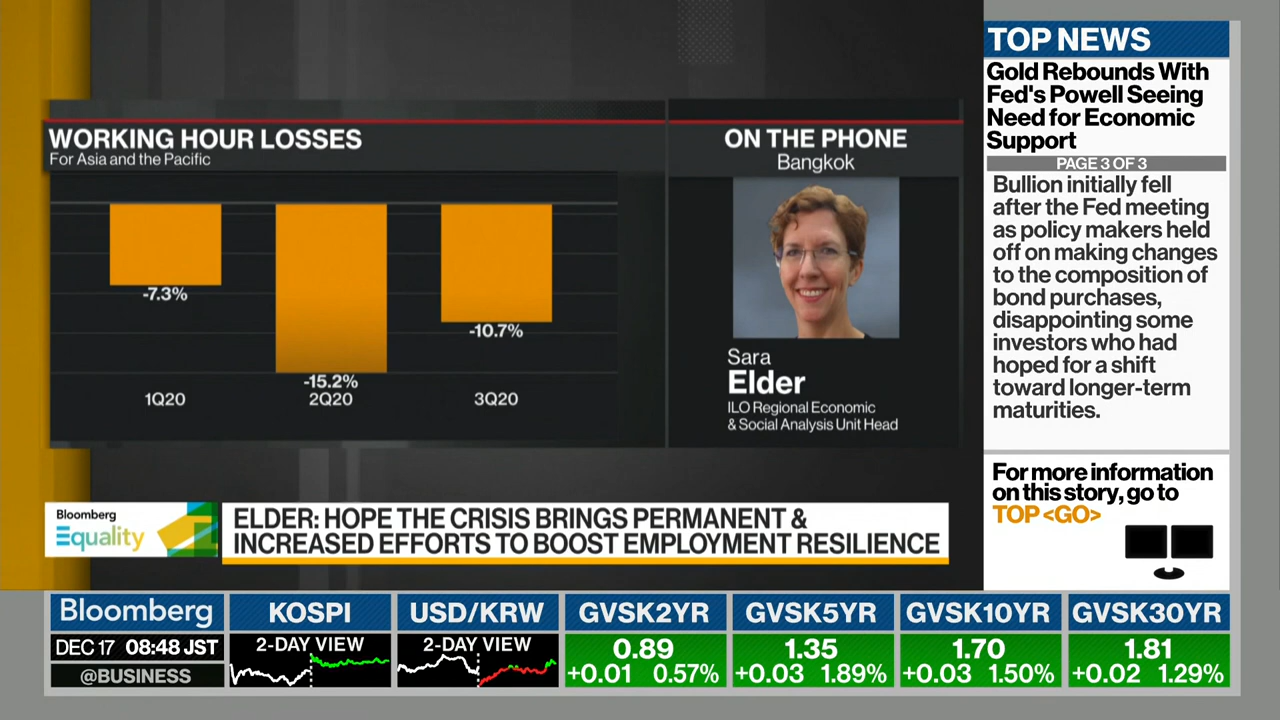 WORKING HOUR LOSSES
For Asia and the Pacific
-7.3%
-15.2%
-10.7%
1Q20
2Q20
3Q20
ON THE PHONE
Bangkok
Sara
Elder
ILO Regional Economic
& Social Analysis Unit Head
TOP NEWS
Gold Rebounds With
Fed's Powell Seeing
Need for Economic
Support
PAGE 3 OF 3
Bullion initially fell
after the Fed meeting
as policy makers held
off on making changes
to the composition of
bond purchases,
disappointing some
investors who had
hoped for a shift
toward longer-term
maturities.
For more information
on this story, go to
TOP <GO>
Bloomberg
Equality
ELDER: HOPE THE CRISIS BRINGS PERMANENT &
INCREASED EFFORTS TO BOOST EMPLOYMENT RESILIENCE
Bloomberg
DEC 17 08:48 JST
@BUSINESS
KOSPI
2-DAY VIEW
USD/KRW
2-DAY VIEW
GVSK2YR
0.89
+0.01 0.57%
GVSK5YR
1.35
+0.03 1.89%
GVSK10YR
1.70
+0.03 1.50%
GVSK30YR
1.81
+0.02 1.29%